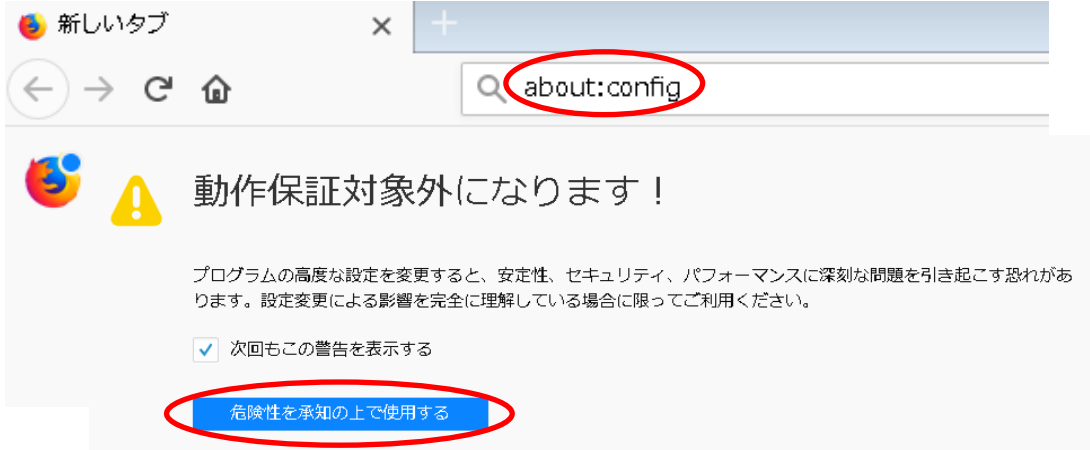 新しいタブ
about:config
動作保証対象外になります！
プログラムの高度な設定を変更すると、安定性、セキュリティ、パフォーマンスに深刻な問題を引き起こす恐れがあ
ります。設定変更による影響を完全に理解している場合に限ってご利用ください。
次回もこの警告を表示する
危険性を承知の上で使用する